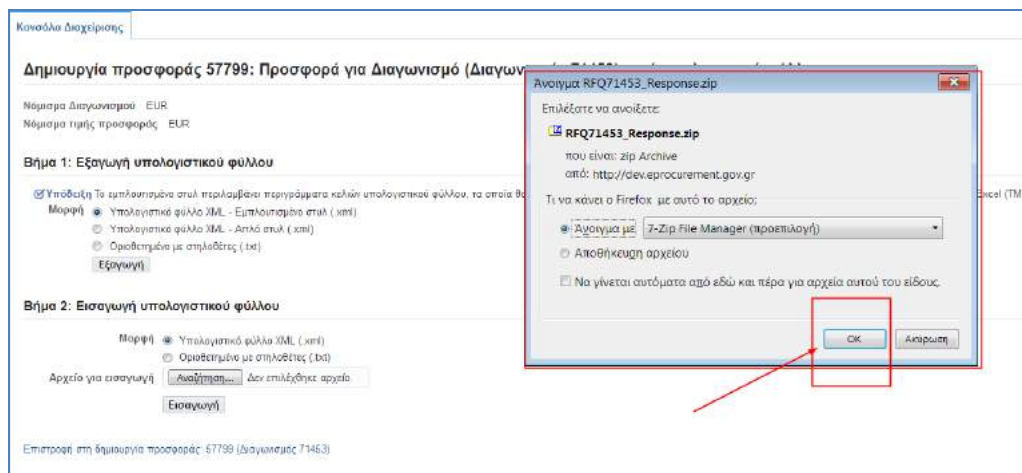 Κονσόλα Διαχείρισης
Δημιουργία προσφοράς 57799: Προσφορά για Διαγωνισμό
Νόμισμα Διαγωνισμού EUR
Νόμισμα τιμής προσφοράς EUR
Βήμα 1: Εξαγωγή υπολογιστικού φύλλου
Υπόδειξη Το εμπλουτισμένο στυλ περιλαμβάνει περιγράμματα κελιών υπολογιστικού φύλλου, τα οποία
Excel (TM
Μορφή Υπολογιστικό φύλλο XML - Εμπλουτισμένο στυλ (.xml)
Υπολογιστικό φύλλο XML - Απλό στυλ (.xml)
Οριοθετημένο με στηλοθέτες (.txt)
Εξαγωγή
Βήμα 2: Εισαγωγή υπολογιστικού φύλλου
Μορφή Υπολογιστικό φύλλο XML (.xml)
Οριοθετημένο με στηλοθέτες (.txt)
Αρχείο για εισαγωγή Αναζήτηση... Δεν επιλέχθηκε αρχείο.
Εισαγωγή
Επιστροφή στη δημιουργία προσφοράς: 57799 (Διαγωνισμός 71453)
Άνοιγμα RFQ71453_Response.zip
Επιλέξατε να ανοίξετε:
RFQ71453_Response.zip
που είναι: zip Archive
από: http://dev.eprocurement.gov.gr
Τι να κάνει ο Firefox με αυτό το αρχείο;
Άνοιγμα με 7-Zip File Manager (προεπιλογή)
Αποθήκευση αρχείου
Να γίνεται αυτόματα από εδώ και πέρα για αρχεία αυτού του είδους.
OK Ακύρωση